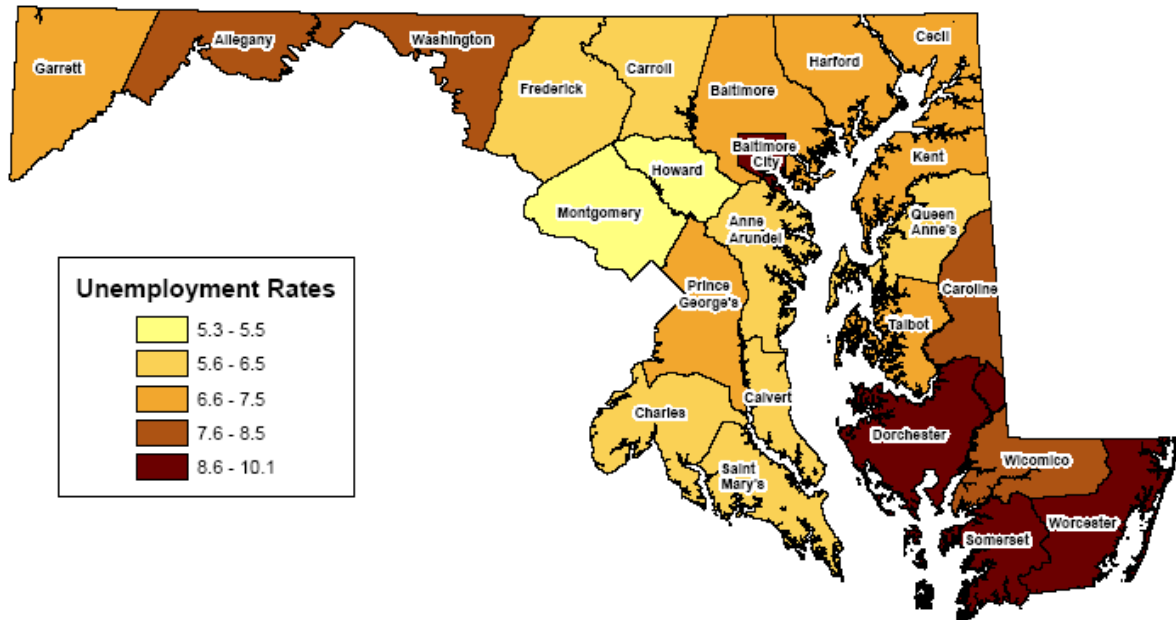 Garrett
Allegany
Washington
Frederick
Carroll
Baltimore
Harford
Cecil
Baltimore
City
Howard
Montgomery
Kent
Queen
Anne's
Anne
Arundel
Prince
George's
Caroline
Talbot
Calvert
Charles
Saint
Mary's
Dorchester
Wicomico
Worcester
Somerset
Unemployment Rates
5.3 - 5.5
5.6 - 6.5
6.6 - 7.5
7.6 - 8.5
8.6 - 10.1